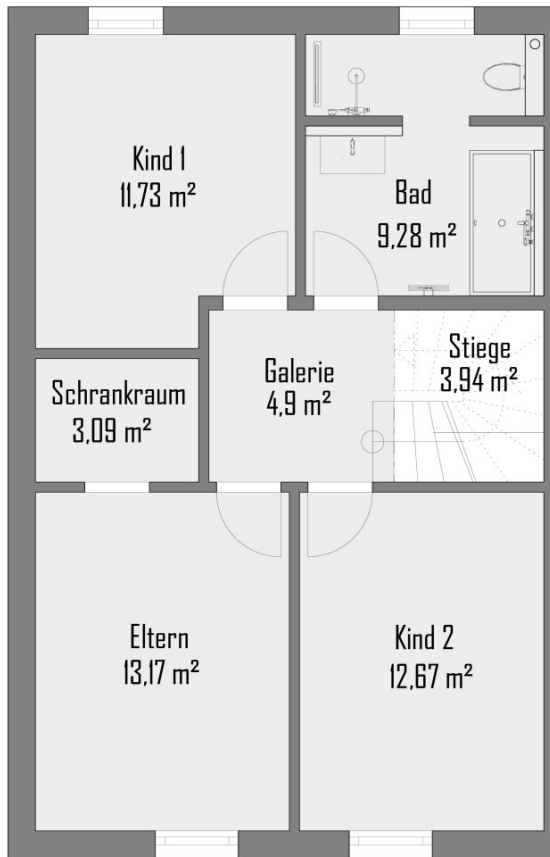 Kind 1
11,73 m²
Bad
9,28 m²
Stiege
3,94 m²
Galerie
4,9 m²
Schrankraum
3,09 m²
Eltern
13,17 m²
Kind 2
12,67 m²